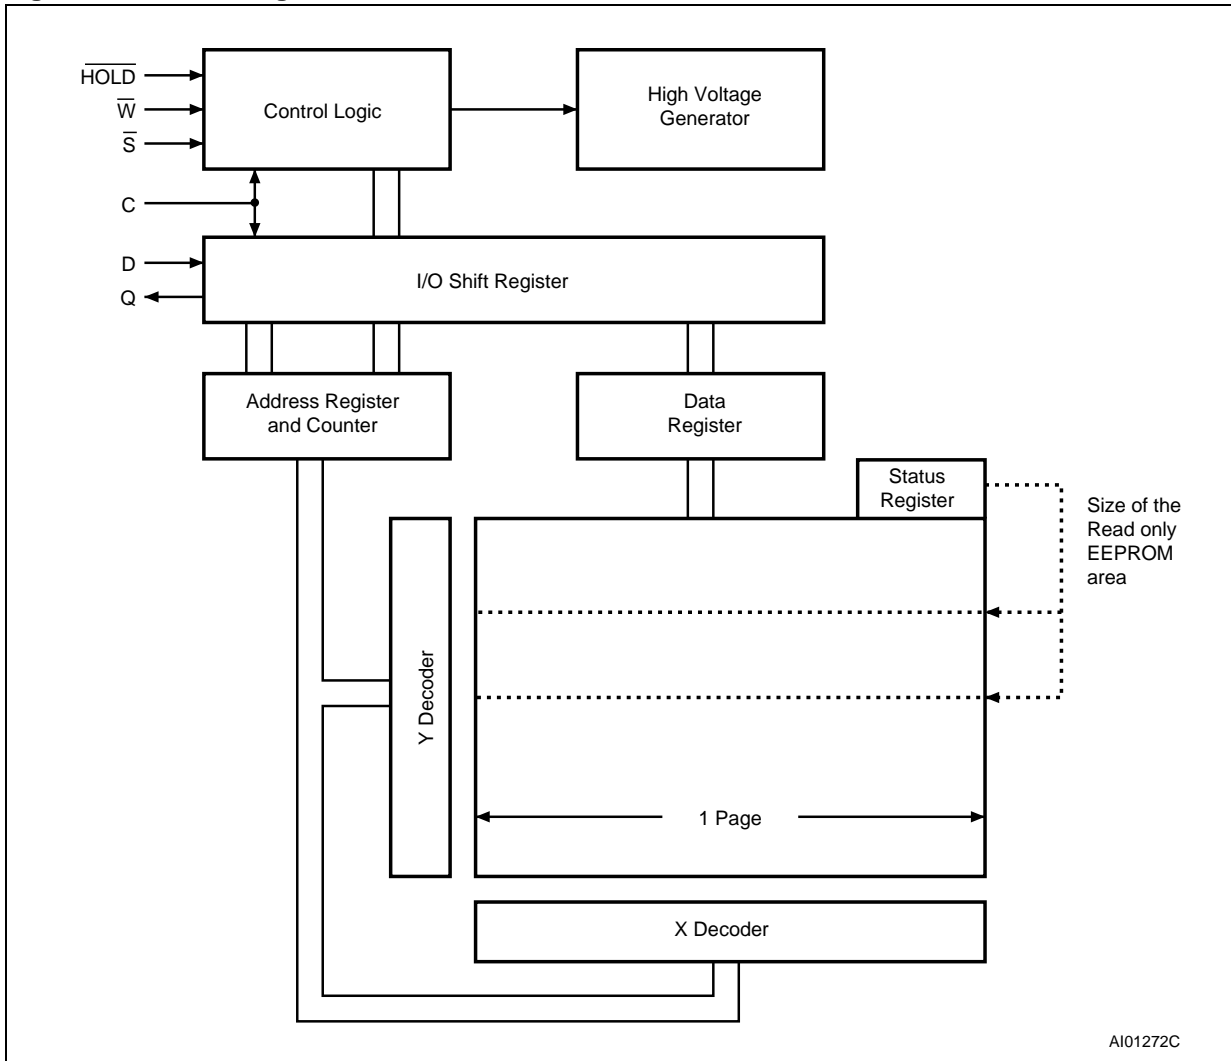 HOLD
W
S
C
D
Q
Control Logic
High Voltage
Generator
I/O Shift Register
Address Register
and Counter
Data
Register
Status
Register
Size of the
Read only
EEPROM
area
Y Decoder
1 Page
X Decoder
AI01272C